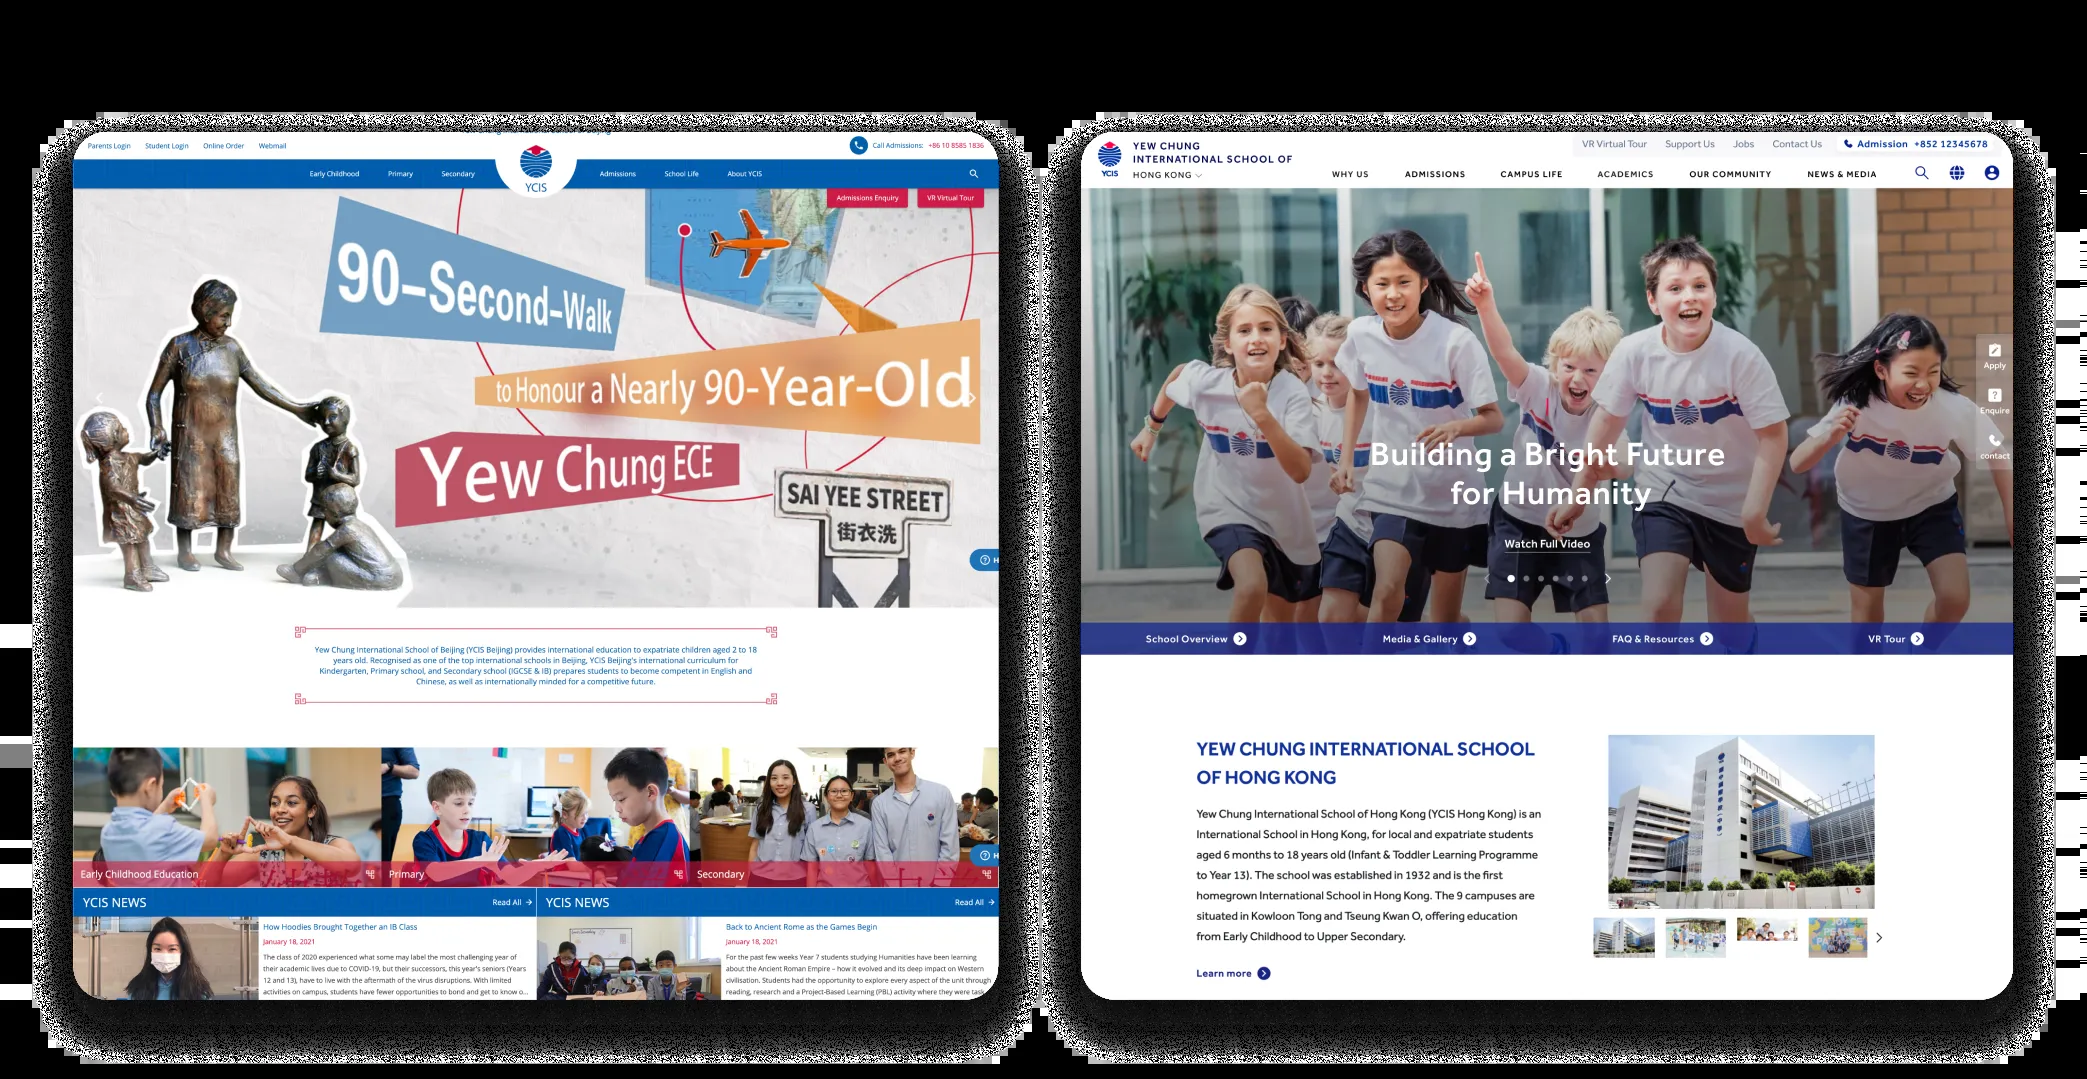 Parents Login Student Login Online Order Webmail
Call Admissions: +86 10 8585 1836
Early Childhood Primary Secondary
YCIS
Admissions School Life About YCIS
Admissions Enquiry VR Virtual Tour
90-Second-Walk
to Honour a Nearly 90-Year-Old
Yew Chung ECE
SAI YEE STREET
街衣洗
H
Yew Chung International School of Beijing (YCIS Beijing) provides international education to expatriate children aged 2 to 18
years old. Recognised as one of the top international schools in Beijing, YCIS Beijing's international curriculum for
Kindergarten, Primary school, and Secondary school (IGCSE & IB) prepares students to become competent in English and
Chinese, as well as internationally minded for a competitive future.
H
Early Childhood Education
Primary
Secondary
YCIS NEWS Read All
How Hoodies Brought Together an IB Class
January 18, 2021
The class of 2020 experienced what some may label the most challenging year of
their academic lives due to COVID-19, but their successors, this year's seniors (Years
12 and 13), have to live with the aftermath of the virus disruptions. With limited
activities on campus, students have fewer opportunities to bond and get to know o...
YCIS NEWS Read All
Back to Ancient Rome as the Games Begin
January 18, 2021
For the past few weeks Year 7 students studying Humanities have been learning
about the Ancient Roman Empire – how it evolved and its deep impact on Western
civilisation. Students had the opportunity to explore every aspect of the unit through
reading, research and a Project-Based Learning (PBL) activity where they were task
YCIS
YEW CHUNG
INTERNATIONAL SCHOOL OF
HONG KONG
VR Virtual Tour Support Us Jobs Contact Us Admission +852 12345678
WHY US ADMISSIONS CAMPUS LIFE ACADEMICS OUR COMMUNITY NEWS & MEDIA
Apply
Enquire
contact
Building a Bright Future
for Humanity
Watch Full Video
School Overview Media & Gallery FAQ & Resources VR Tour
YEW CHUNG INTERNATIONAL SCHOOL
OF HONG KONG
Yew Chung International School of Hong Kong (YCIS Hong Kong) is an
International School in Hong Kong, for local and expatriate students
aged 6 months to 18 years old (Infant & Toddler Learning Programme
to Year 13). The school was established in 1932 and is the first
homegrown International School in Hong Kong. The 9 campuses are
situated in Kowloon Tong and Tseung Kwan O, offering education
from Early Childhood to Upper Secondary.
Learn more